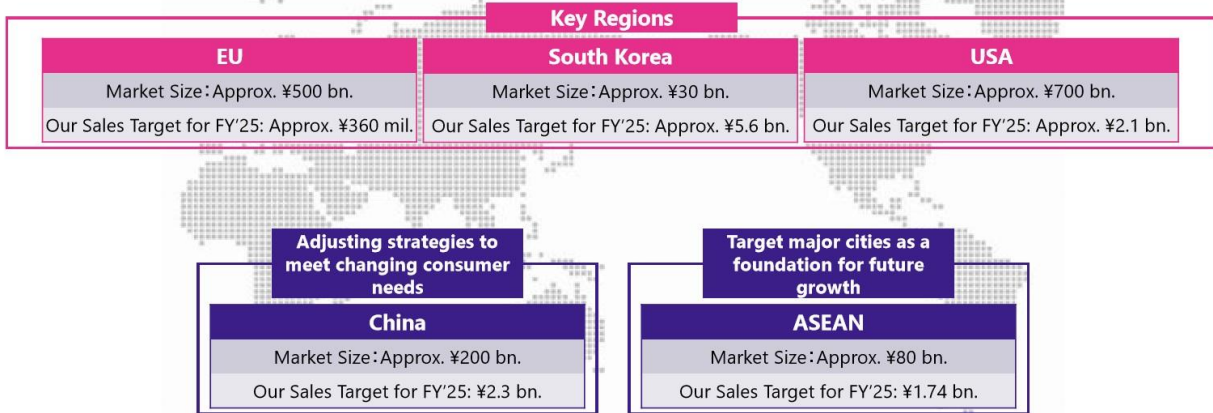 Key Regions
EU
Market Size：Approx. ¥500 bn.
Our Sales Target for FY'25: Approx. ¥360 mil.
South Korea
Market Size：Approx. ¥30 bn.
Our Sales Target for FY'25: Approx. ¥5.6 bn.
USA
Market Size：Approx. ¥700 bn.
Our Sales Target for FY'25: Approx. ¥2.1 bn.
Adjusting strategies to
meet changing consumer
needs
China
Market Size：Approx. ¥200 bn.
Our Sales Target for FY'25: ¥2.3 bn.
Target major cities as a
foundation for future
growth
ASEAN
Market Size：Approx. ¥80 bn.
Our Sales Target for FY'25: ¥1.74 bn.